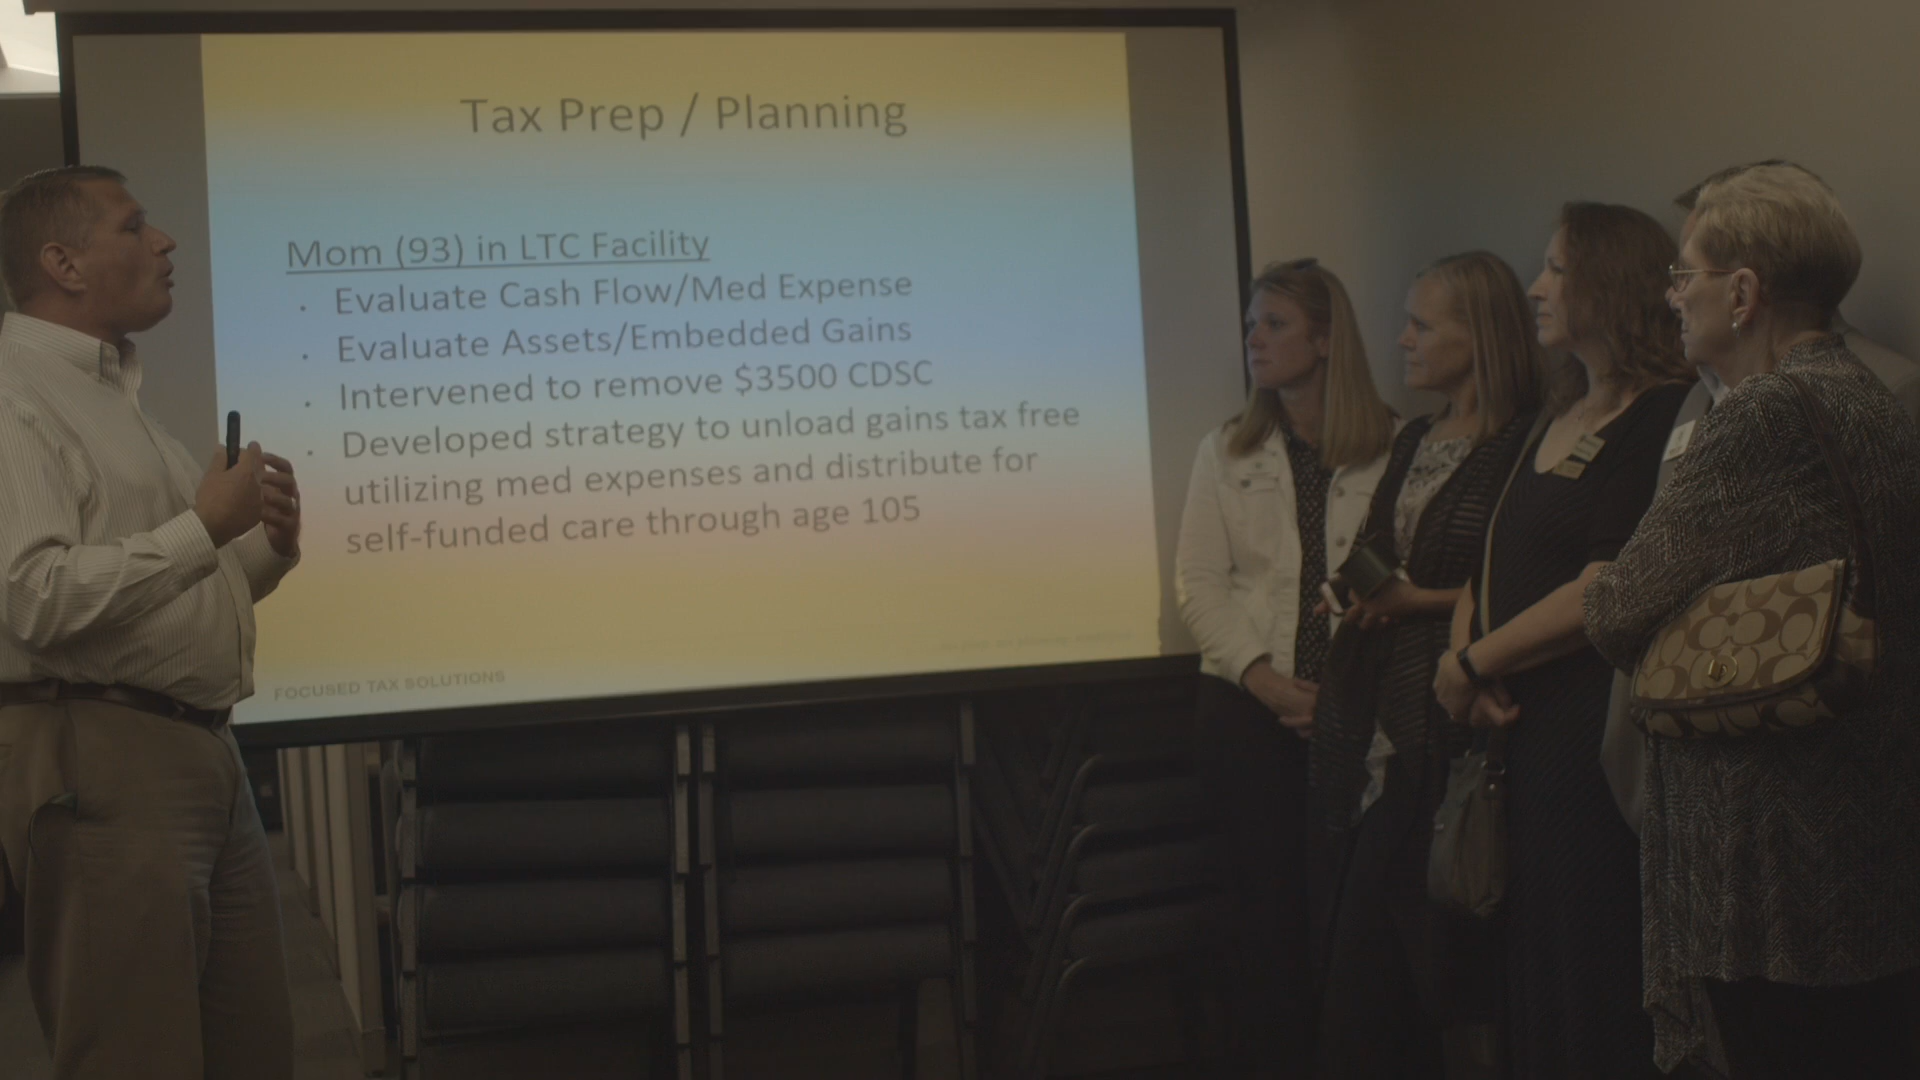 Tax Prep / Planning
Mom (93) in LTC Facility
. Evaluate Cash Flow/Med Expense
. Evaluate Assets/Embedded Gains
. Intervened to remove $3500 CDSC
. Developed strategy to unload gains tax free
utilizing med expenses and distribute for
self-funded care through age 105
FOCUSED TAX SOLUTIONS